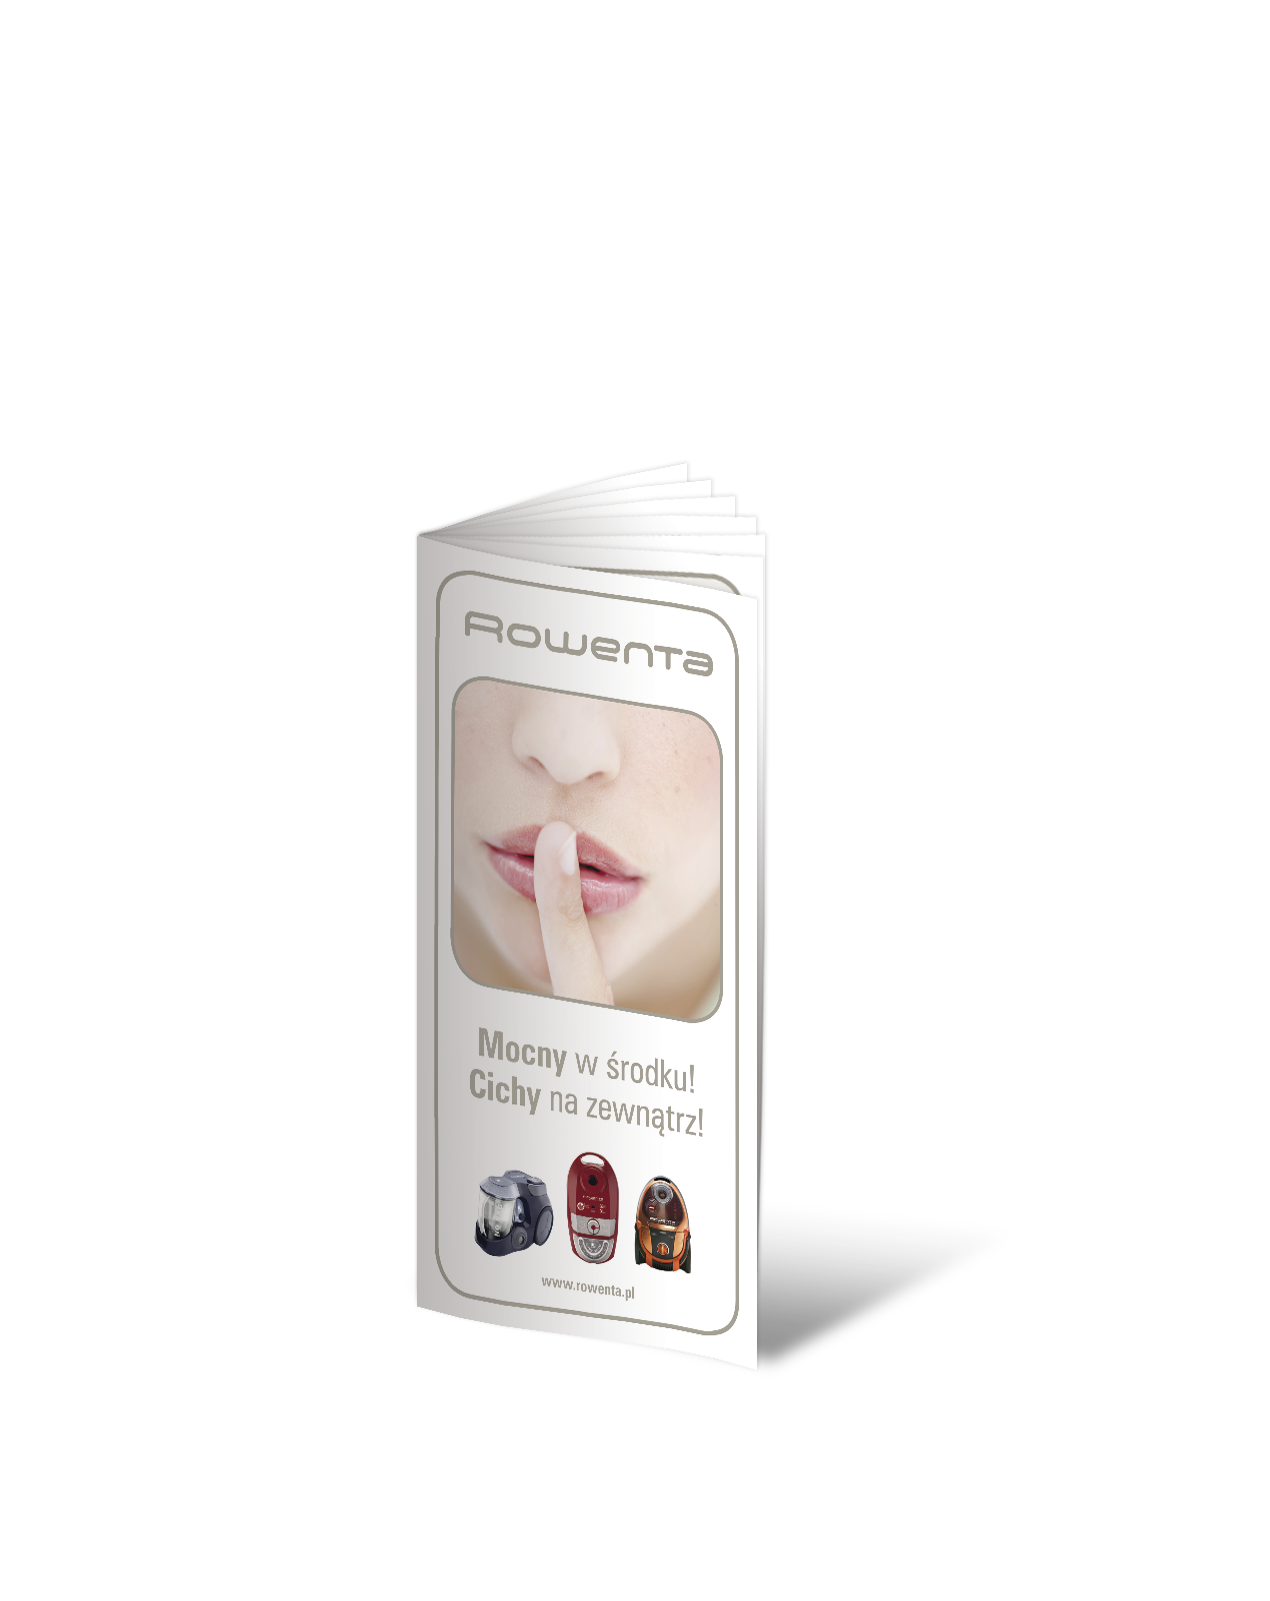 Rowenta
Mocny w środku!
Cichy na zewnątrz!
www.rowenta.pl